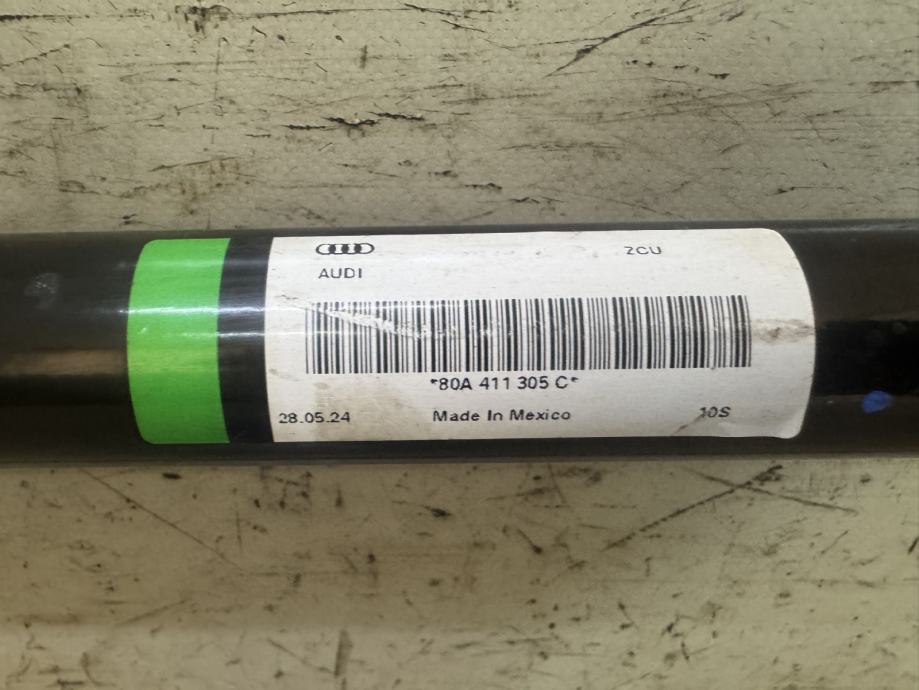 ZCU
AUDI
*80A 411 305 C*
28.05.24 Made In Mexico 10S